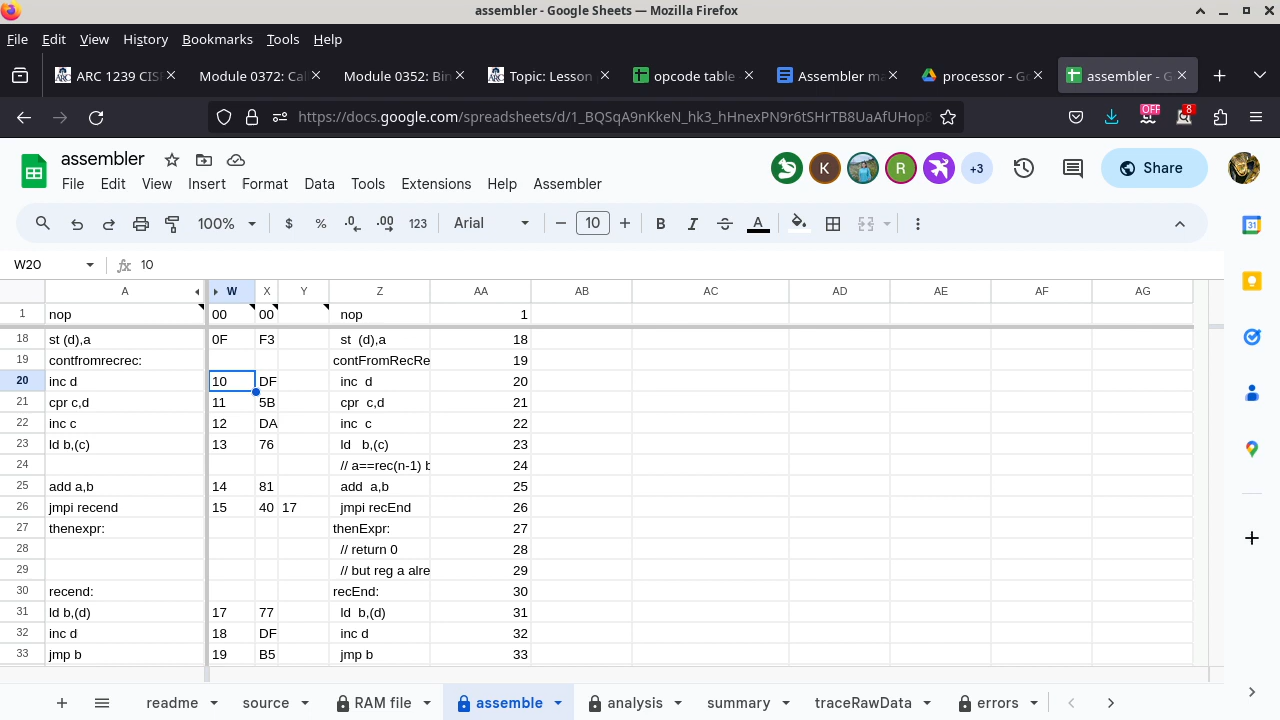 assembler - Google Sheets — Mozilla Firefox
File Edit View History Bookmarks Tools Help
ARC 1239 CIS
Module 0372: Ca
Module 0352: Bin
Topic: Lesson
opcode table
Assembler ma
processor - Go
assembler - G
https://docs.google.com/spreadsheets/d/1_BQSqA9nKkeN_hk3_hHnexPN9r6tSHrTB8UaAfUHop8
OFF
8
assembler
File Edit View Insert Format Data Tools Extensions Help Assembler
K
R
+3
Share
31
100%
$ % .0 .00 123
Arial
10
B I A
W20
fx 10
A W X Y Z AA AB AC AD AE AF AG
1 nop 00 00 nop 1
18 st (d),a 0F F3 st (d),a 18
19 contfromrecrec: contFromRecRe 19
20 inc d 10 DF inc d 20
21 cpr c,d 11 5B cpr c,d 21
22 inc c 12 DA inc c 22
23 ld b,(c) 13 76 ld b,(c) 23
24 // a==rec(n-1) b 24
25 add a,b 14 81 add a,b 25
26 jmpi recend 15 40 17 jmpi recEnd 26
27 thenexpr: thenExpr: 27
28 // return 0 28
29 // but reg a alre 29
30 recend: recEnd: 30
31 ld b,(d) 17 77 ld b,(d) 31
32 inc d 18 DF inc d 32
33 jmp b 19 B5 jmp b 33
readme source RAM file assemble analysis summary traceRawData errors